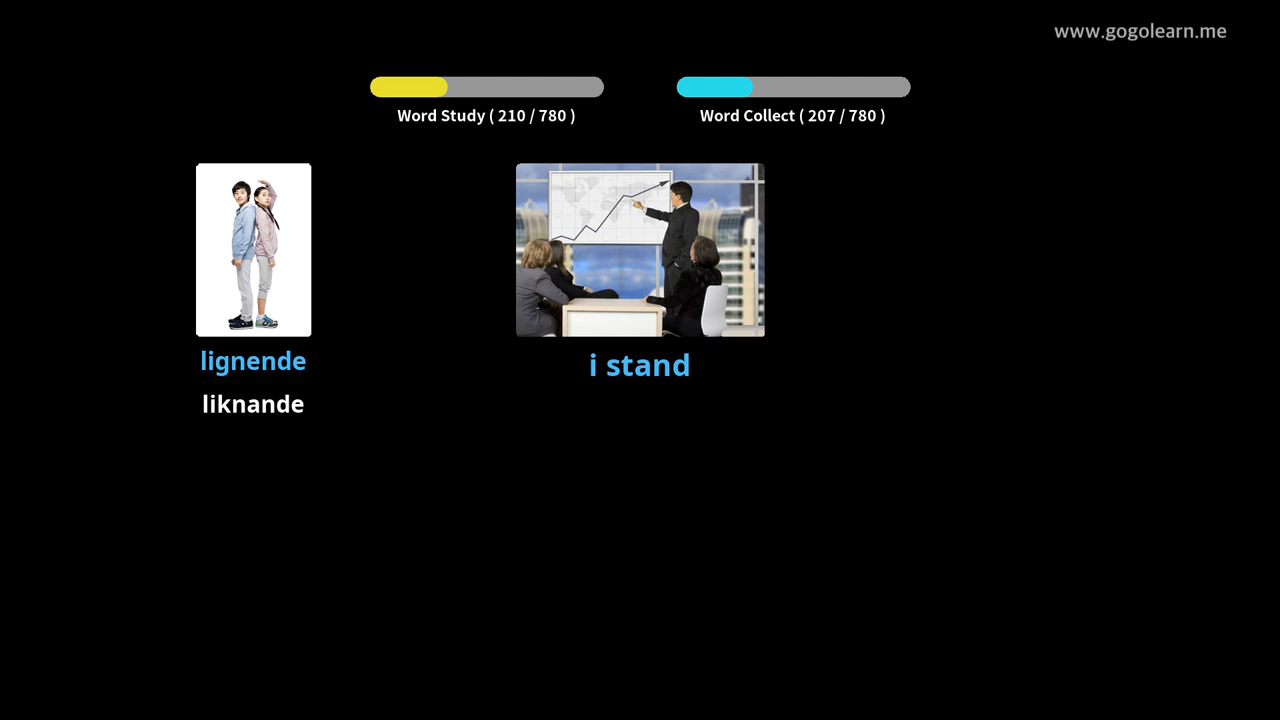 www.gogolearn.me
Word Study ( 210 / 780 )
Word Collect ( 207 / 780 )
lignende
liknande
i stand